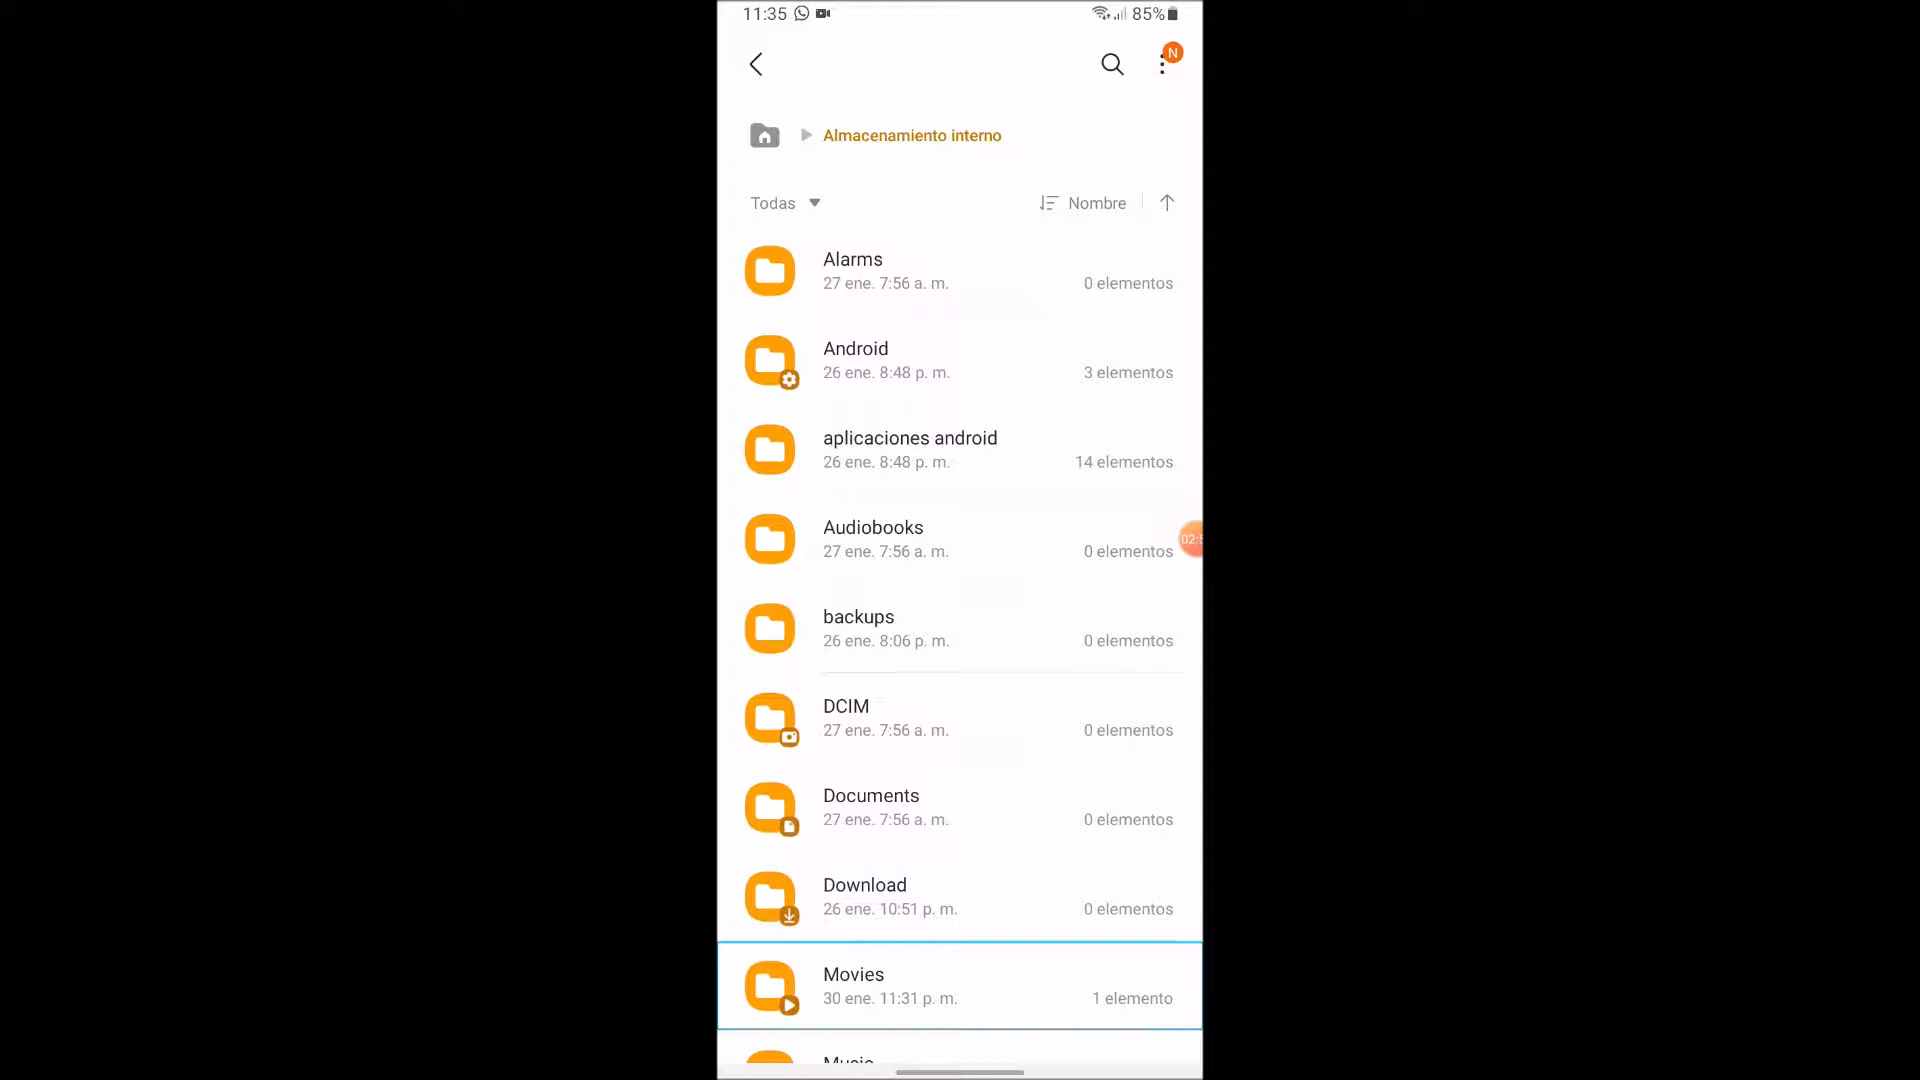 11:35 85%
N
Almacenamiento interno
Todas Nombre
Alarms
27 ene. 7:56 a. m. 0 elementos
Android
26 ene. 8:48 p. m. 3 elementos
aplicaciones android
26 ene. 8:48 p. m. 14 elementos
Audiobooks
27 ene. 7:56 a. m. 0 elementos
backups
26 ene. 8:06 p. m. 0 elementos
DCIM
27 ene. 7:56 a. m. 0 elementos
Documents
27 ene. 7:56 a. m. 0 elementos
Download
26 ene. 10:51 p. m. 0 elementos
Movies
30 ene. 11:31 p. m. 1 elemento
Music